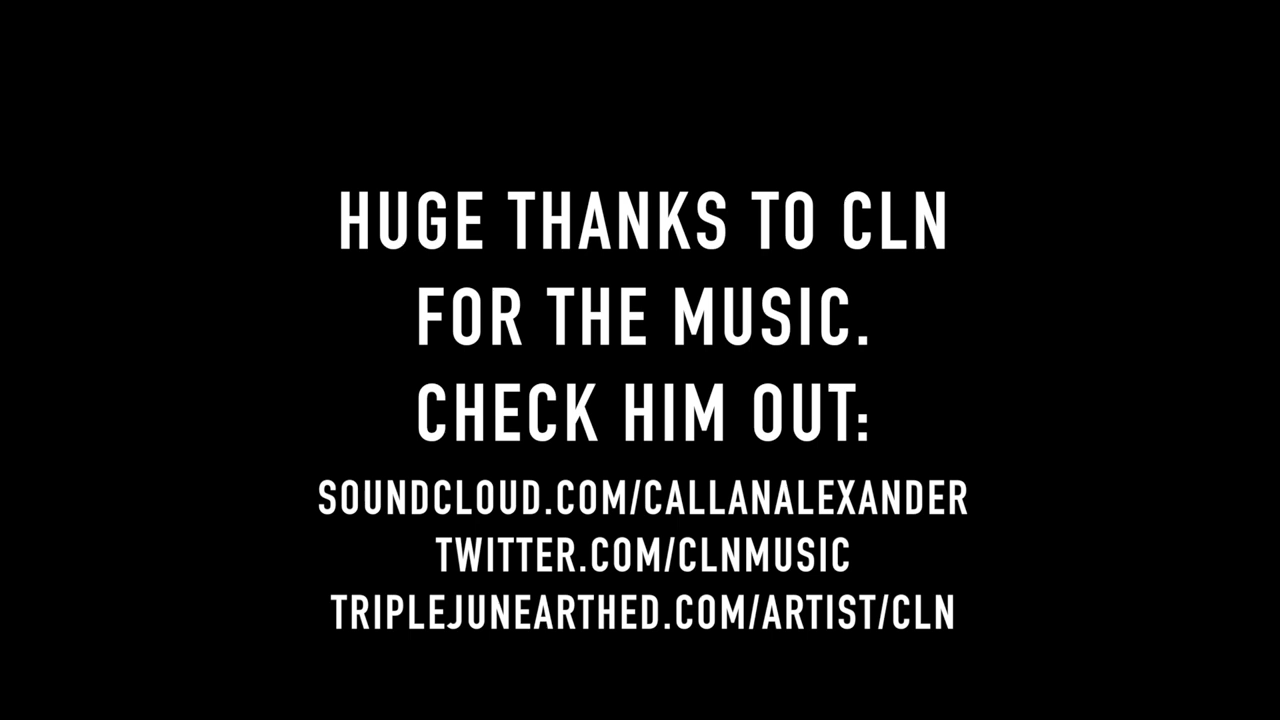 HUGE THANKS TO CLN
FOR THE MUSIC.
CHECK HIM OUT:
SOUNDCLOUD.COM/CALLANALEXANDER
TWITTER.COM/CLNMUSIC
TRIPLEJUNEARTHED.COM/ARTIST/CLN